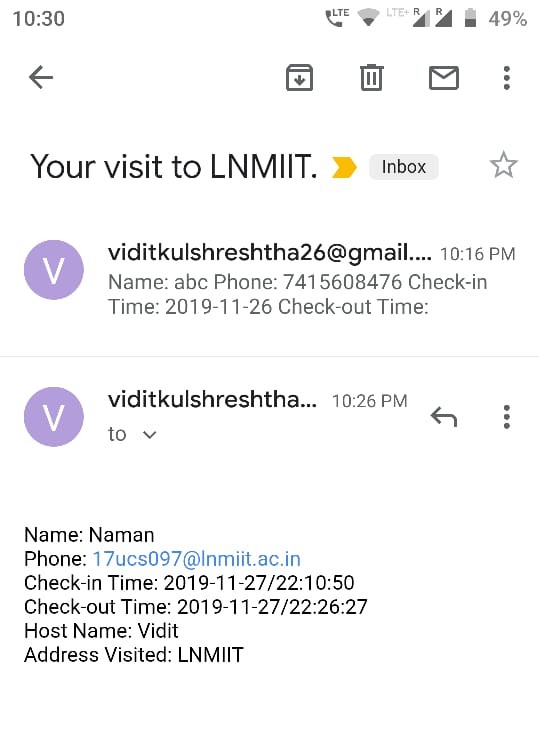 10:30 LTE LTE+ R R 49%
Your visit to LNMIIT. Inbox
V
viditkulshreshtha26@gmail.... 10:16 PM
Name: abc Phone: 7415608476 Check-in
Time: 2019-11-26 Check-out Time:
V
viditkulshreshtha... 10:26 PM
to
Name: Naman
Phone: 17ucs097@lnmiit.ac.in
Check-in Time: 2019-11-27/22:10:50
Check-out Time: 2019-11-27/22:26:27
Host Name: Vidit
Address Visited: LNMIIT